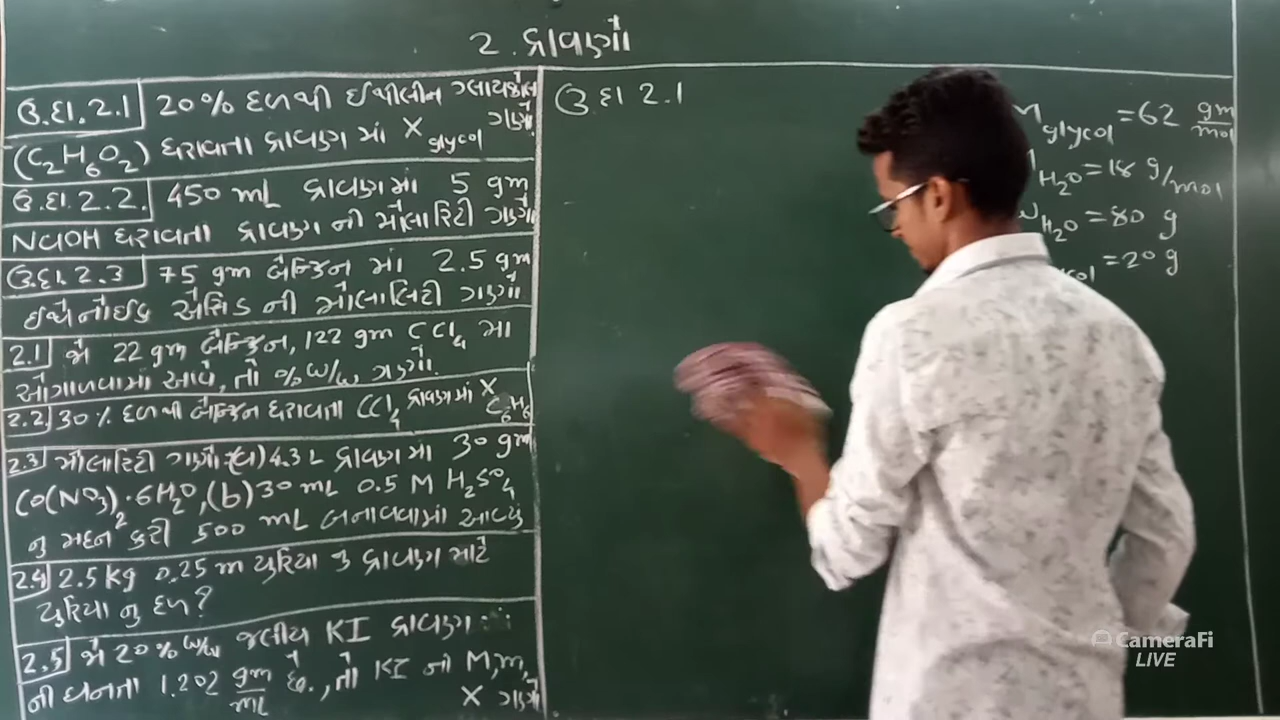 2. દ્રાવણો
ઉ.દા.2.1 20% દળથી ઈથીલીન ગ્લાયકોલ
(C₂H₆O₂) ધરાવતા દ્રાવણ માં X glycol ગણો
ઉ.દા.2.2. 450 mL દ્રાવણમાં 5 gm
NaOH ધરાવતા દ્રાવણ ની મોલારિટી ગણો
ઉ.દા.2.3 75 gm બેન્ઝિન માં 2.5 gm
ઈથેનોઈક એસિડ ની મોલાલિટી ગણો
2.1 જો 22 gm બેન્ઝિન, 122 gm CCl₄ મા
ઓગાળવામાં આવે, તો % w/w ગણો.
2.2 30% દળથી બેન્ઝિન ધરાવતા CCl₄ દ્રાવણમાં X C₆H₆
2.3 મોલારિટી ગણો: (a) 4.3 L દ્રાવણ માં 30 gm
Co(NO₃)₂·6H₂O, (b) 30 mL 0.5 M H₂SO₄
નુ મંદન કરી 500 mL બનાવવામાં આવ્યું
2.4 2.5 kg 0.25 m યુરિયા નુ દ્રાવણ માટે
યુરિયા નુ દળ?
2.5 જો 20% w/w જલીય KI દ્રાવણ
ની ઘનતા 1.202 gm/mL છે., તો KI ની M, m,
X ગણો
ઉ.દા 2.1
M glycol = 62 gm/mol
H₂O = 18 g/mol
w H₂O = 80 g
col = 20 g
CameraFi
LIVE